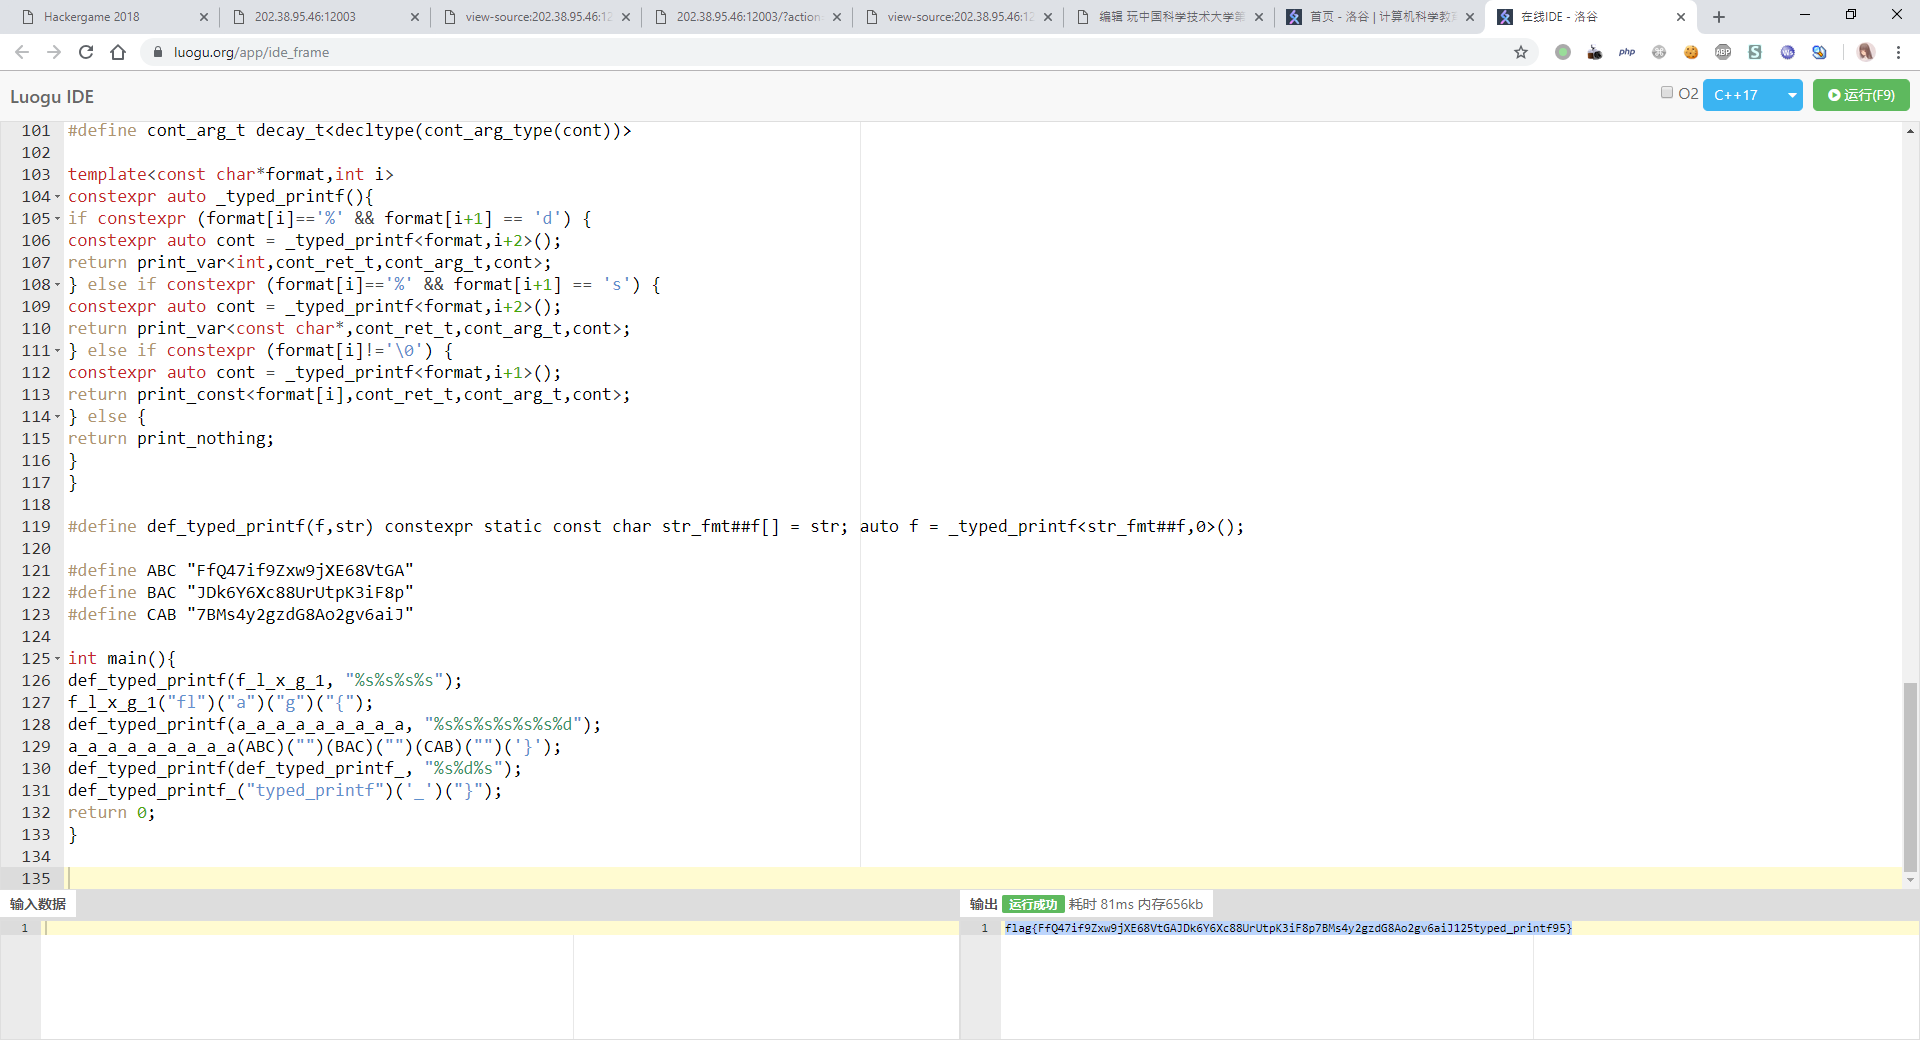 Hackergame 2018
202.38.95.46:12003
view-source:202.38.95.46:12
202.38.95.46:12003/?action
view-source:202.38.95.46:12
编辑 玩中国科学技术大学第
首页 - 洛谷 | 计算机科学教
在线IDE - 洛谷
luogu.org/app/ide_frame
php
ABP
S
Luogu IDE
O2
C++17
运行(F9)
101 #define cont_arg_t decay_t<decltype(cont_arg_type(cont))>
102
103 template<const char*format,int i>
104 constexpr auto _typed_printf(){
105 if constexpr (format[i]=='%' && format[i+1] == 'd') {
106 constexpr auto cont = _typed_printf<format,i+2>();
107 return print_var<int,cont_ret_t,cont_arg_t,cont>;
108 } else if constexpr (format[i]=='%' && format[i+1] == 's') {
109 constexpr auto cont = _typed_printf<format,i+2>();
110 return print_var<const char*,cont_ret_t,cont_arg_t,cont>;
111 } else if constexpr (format[i]!='\0') {
112 constexpr auto cont = _typed_printf<format,i+1>();
113 return print_const<format[i],cont_ret_t,cont_arg_t,cont>;
114 } else {
115 return print_nothing;
116 }
117 }
118
119 #define def_typed_printf(f,str) constexpr static const char str_fmt##f[] = str; auto f = _typed_printf<str_fmt##f,0>();
120
121 #define ABC "FfQ47if9Zxw9jXE68VtGA"
122 #define BAC "JDk6Y6Xc88UrUtpK3iF8p"
123 #define CAB "7BMs4y2gzdG8Ao2gv6aiJ"
124
125 int main(){
126 def_typed_printf(f_l_x_g_1, "%s%s%s%s");
127 f_l_x_g_1("fl")("a")("g")("{");
128 def_typed_printf(a_a_a_a_a_a_a_a_a, "%s%s%s%s%s%s%d");
129 a_a_a_a_a_a_a_a_a(ABC)("")(BAC)("")(CAB)("")('}');
130 def_typed_printf(def_typed_printf_, "%s%d%s");
131 def_typed_printf_("typed_printf")('_')("}");
132 return 0;
133 }
134
135
输入数据
输出 运行成功 耗时 81ms 内存656kb
1
1 flag{FfQ47if9Zxw9jXE68VtGAJDk6Y6Xc88UrUtpK3iF8p7BMs4y2gzdG8Ao2gv6aiJ125typed_printf95}